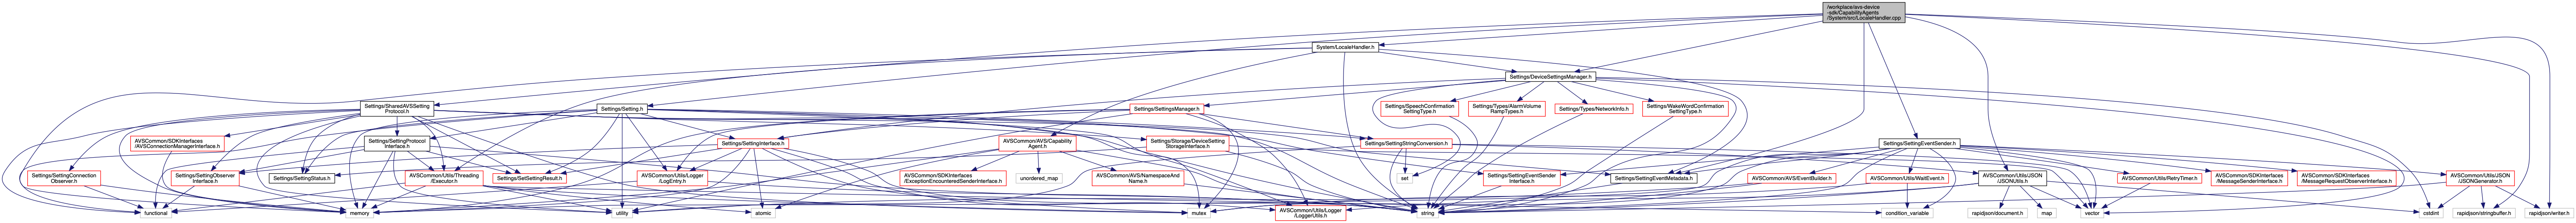 /workplace/avs-device
-sdk/CapabilityAgents
/System/src/LocaleHandler.cpp
System/LocaleHandler.h
Settings/DeviceSettingsManager.h
Settings/SharedAVSSetting
Protocol.h
Settings/Setting.h
Settings/SettingsManager.h
Settings/SpeechConfirmation
SettingType.h
Settings/Types/AlarmVolume
RampTypes.h
Settings/Types/NetworkInfo.h
Settings/WakeWordConfirmation
SettingType.h
AVSCommon/SDKInterfaces
/AVSConnectionManagerInterface.h
Settings/SettingProtocol
Interface.h
Settings/SettingInterface.h
AVSCommon/AVS/Capability
Agent.h
Settings/Storage/DeviceSetting
StorageInterface.h
Settings/SettingStringConversion.h
Settings/SettingEventSender.h
Settings/SettingConnection
Observer.h
Settings/SettingObserver
Interface.h
Settings/SettingStatus.h
AVSCommon/Utils/Threading
/Executor.h
Settings/SetSettingResult.h
AVSCommon/Utils/Logger
/LogEntry.h
AVSCommon/SDKInterfaces
/ExceptionEncounteredSenderInterface.h
unordered_map
AVSCommon/AVS/NamespaceAnd
Name.h
set
Settings/SettingEventSender
Interface.h
Settings/SettingEventMetadata.h
AVSCommon/AVS/EventBuilder.h
AVSCommon/Utils/WaitEvent.h
AVSCommon/Utils/JSON
/JSONUtils.h
AVSCommon/Utils/RetryTimer.h
AVSCommon/SDKInterfaces
/MessageSenderInterface.h
AVSCommon/SDKInterfaces
/MessageRequestObserverInterface.h
AVSCommon/Utils/JSON
/JSONGenerator.h
functional
memory
utility
atomic
mutex
AVSCommon/Utils/Logger
/LoggerUtils.h
string
condition_variable
rapidjson/document.h
map
vector
cstdint
rapidjson/stringbuffer.h
rapidjson/writer.h